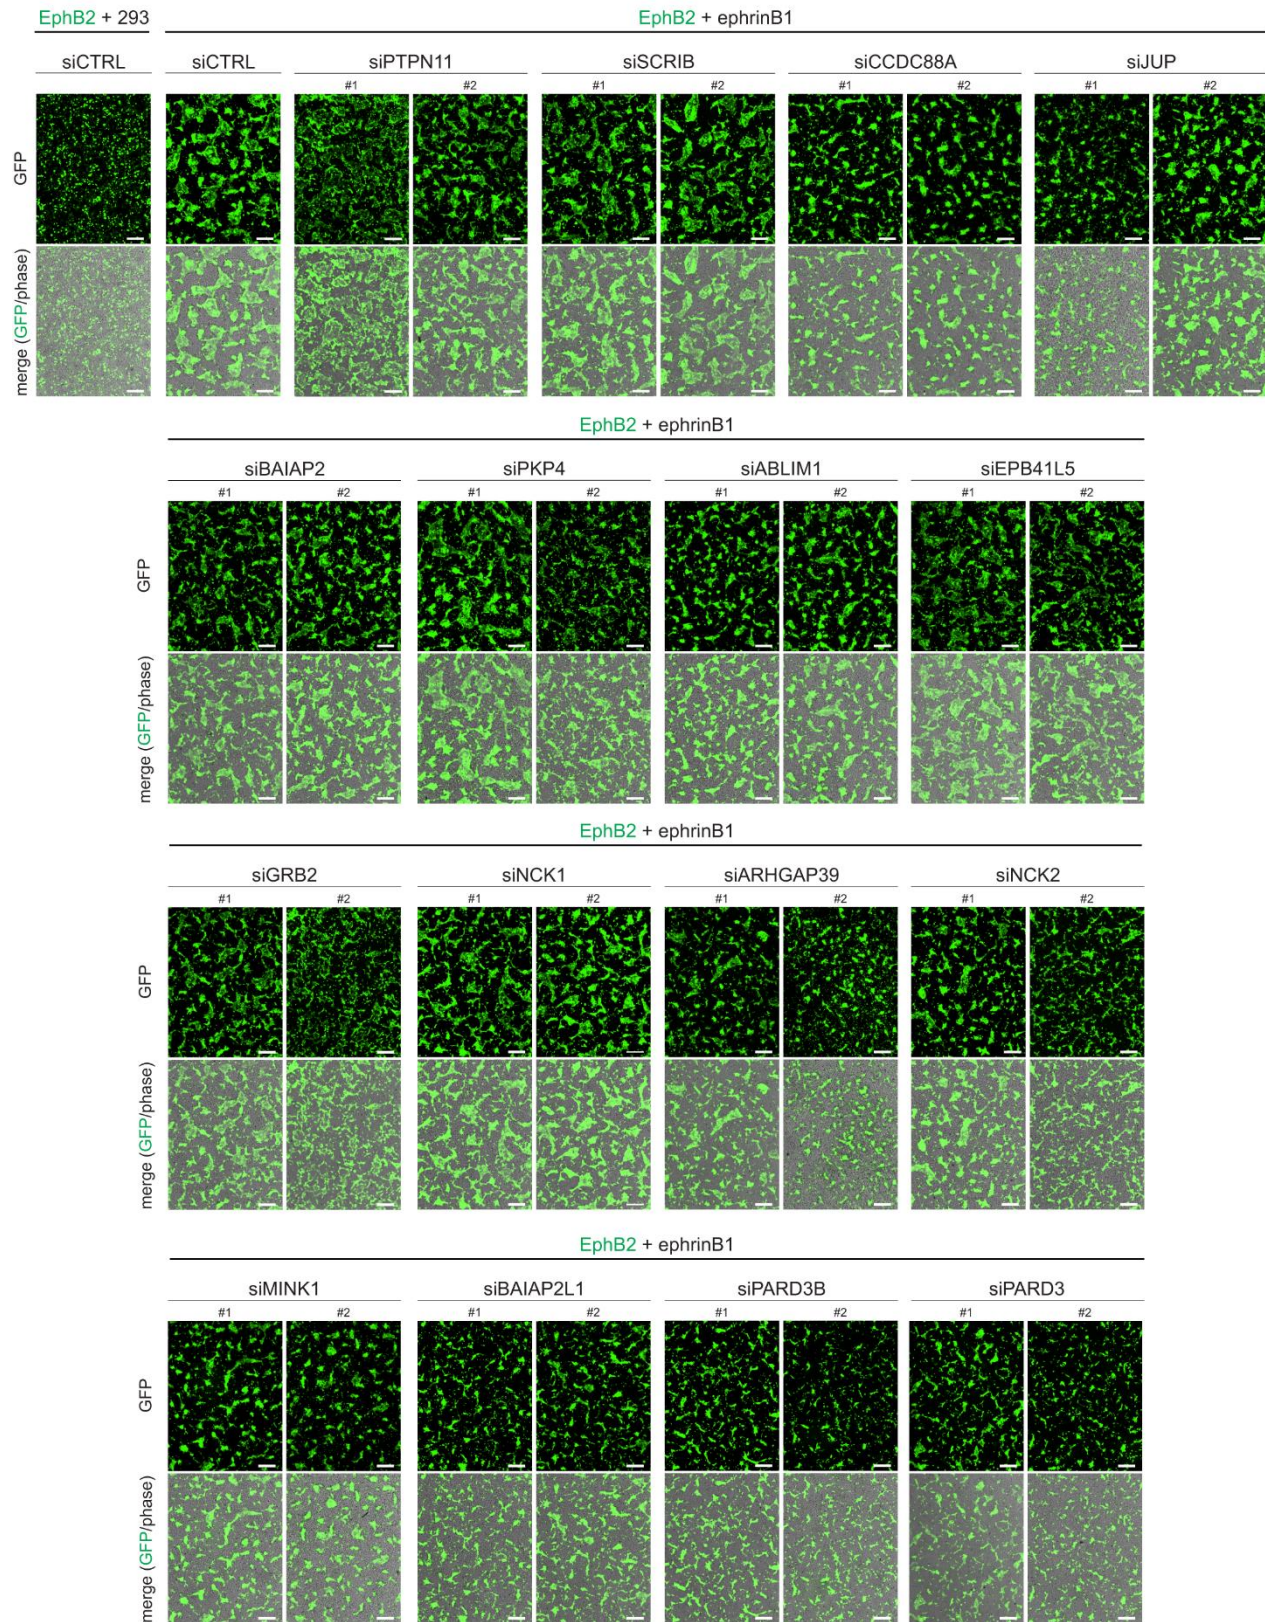 EphB2 + 293 EphB2 + ephrinB1
siCTRL siCTRL siPTPN11 siSCRIB siCCDC88A siJUP
#1 #2 #1 #2 #1 #2 #1 #2
GFP
merge (GFP/phase)
EphB2 + ephrinB1
siBAIAP2 siPKP4 siABLIM1 siEPB41L5
#1 #2 #1 #2 #1 #2 #1 #2
GFP
merge (GFP/phase)
EphB2 + ephrinB1
siGRB2 siNCK1 siARHGAP39 siNCK2
#1 #2 #1 #2 #1 #2 #1 #2
GFP
merge (GFP/phase)
EphB2 + ephrinB1
siMINK1 siBAIAP2L1 siPARD3B siPARD3
#1 #2 #1 #2 #1 #2 #1 #2
GFP
merge (GFP/phase)